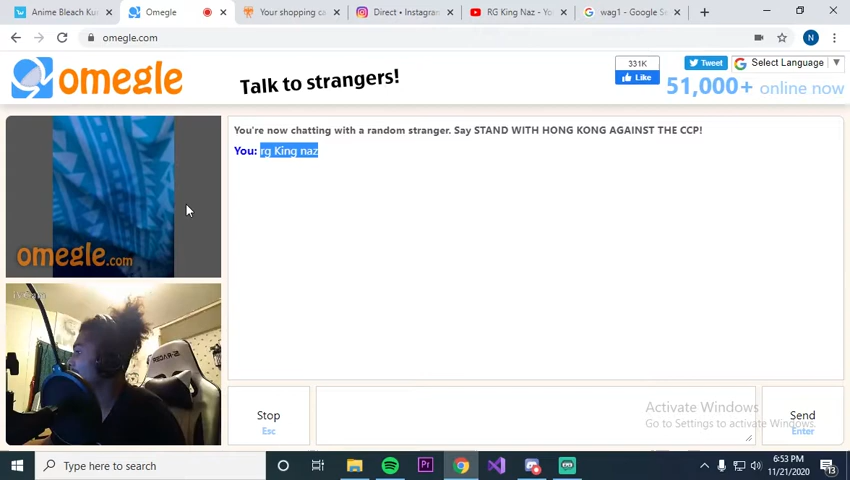 Anime Bleach Ku
Omegle
Your shopping ca
Direct • Instagram
RG King Naz - Yo
wag1 - Google Se
omegle.com
N
omegle
Talk to strangers!
331K
Like
Tweet
Select Language
51,000+ online now
You're now chatting with a random stranger. Say STAND WITH HONG KONG AGAINST THE CCP!
You: rg King naz
omegle.com
Stop
Esc
Send
Enter
Activate Windows
Go to Settings to activate Windows.
Type here to search
Pr
6:53 PM
11/21/2020
13